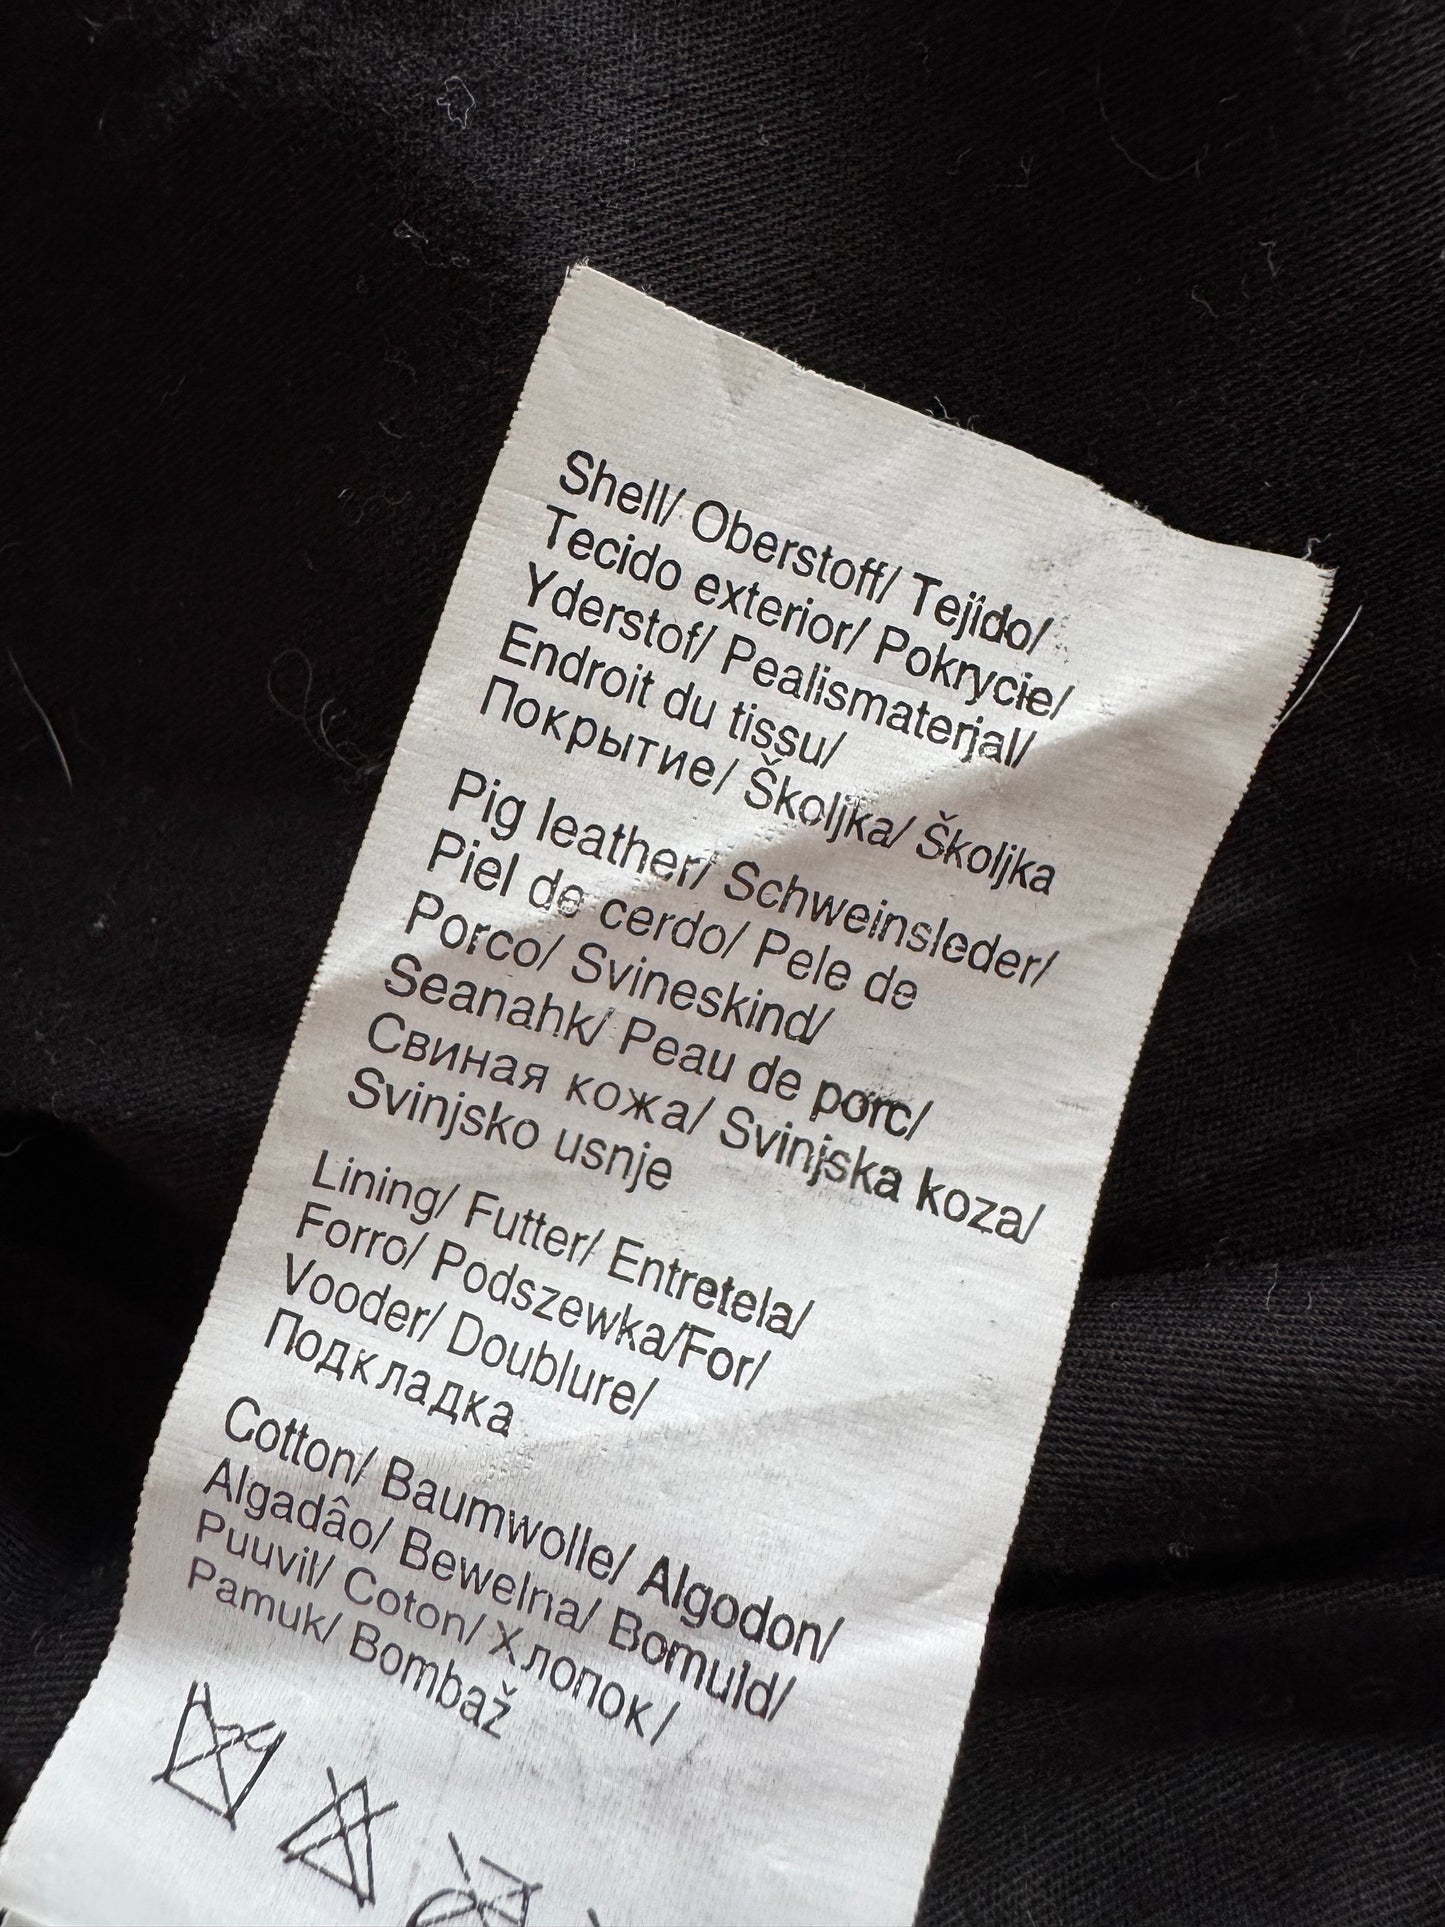 Shell/ Oberstoff/ Tejido/
Tecido exterior/ Pokrycie/
Yderstof/ Pealismaterjal/
Endroit du tissu/
Покрытие/ Školjka/ Školjka
Pig leather/ Schweinsleder/
Piel de cerdo/ Pele de
Porco/ Svineskind/
Seanahk/ Peau de porc/
Свиная кожа/ Svinjska koza/
Svinjsko usnje
Lining/ Futter/ Entretela/
Forro/ Podszewka/For/
Vooder/ Doublure/
Подкладка
Cotton/ Baumwolle/ Algodon/
Algadâo/ Bewelna/ Bomuld/
Puuvil/ Coton/ Хлопок/
Pamuk/ Bombaž